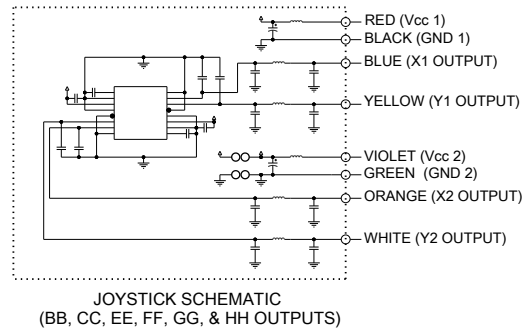 RED (Vcc 1)
BLACK (GND 1)
BLUE (X1 OUTPUT)
YELLOW (Y1 OUTPUT)
VIOLET (Vcc 2)
GREEN (GND 2)
ORANGE (X2 OUTPUT)
WHITE (Y2 OUTPUT)
JOYSTICK SCHEMATIC
(BB, CC, EE, FF, GG, & HH OUTPUTS)